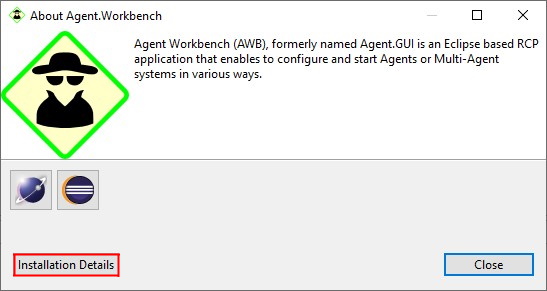 About Agent.Workbench
Agent Workbench (AWB), formerly named Agent.GUI is an Eclipse based RCP
application that enables to configure and start Agents or Multi-Agent
systems in various ways.
Installation Details
Close